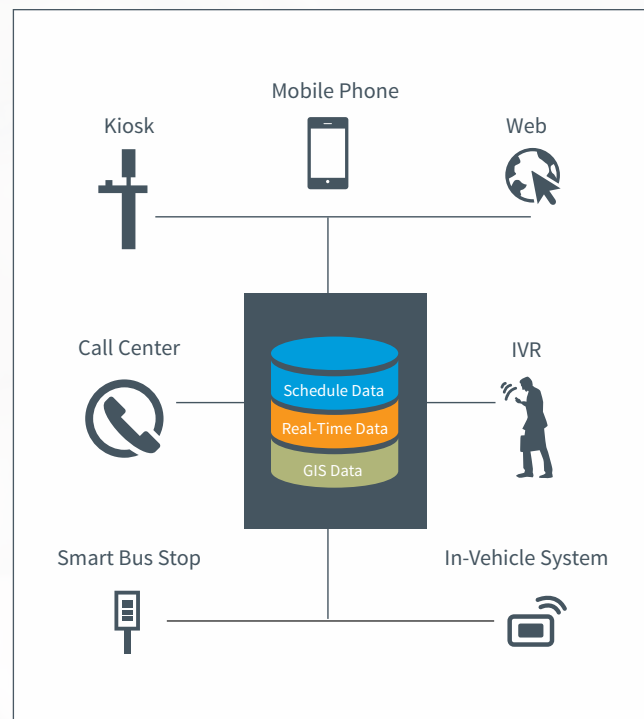 Mobile Phone
Kiosk
Web
Call Center
IVR
Schedule Data
Real-Time Data
GIS Data
Smart Bus Stop
In-Vehicle System